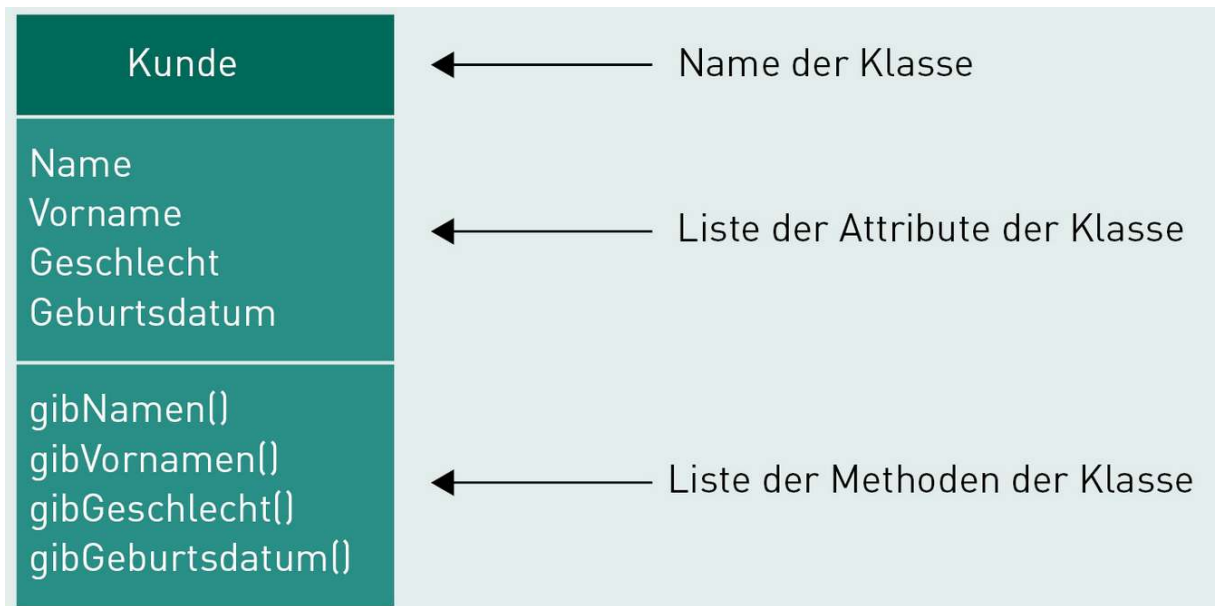 Kunde
Name der Klasse
Name
Vorname
Geschlecht
Geburtsdatum
Liste der Attribute der Klasse
gibNamen()
gibVornamen()
gibGeschlecht()
gibGeburtsdatum()
Liste der Methoden der Klasse